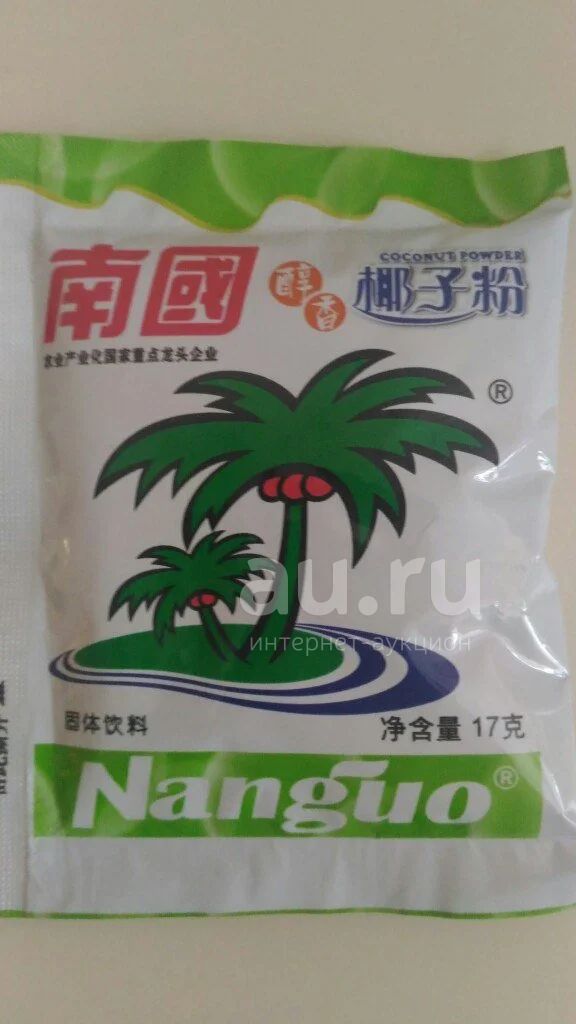 COCONUT POWDER
南國 醇香 椰子粉
农业产业化国家重点龙头企业
®
au.ru
интернет-аукцион
固体饮料
净含量 17克
Nanguo®